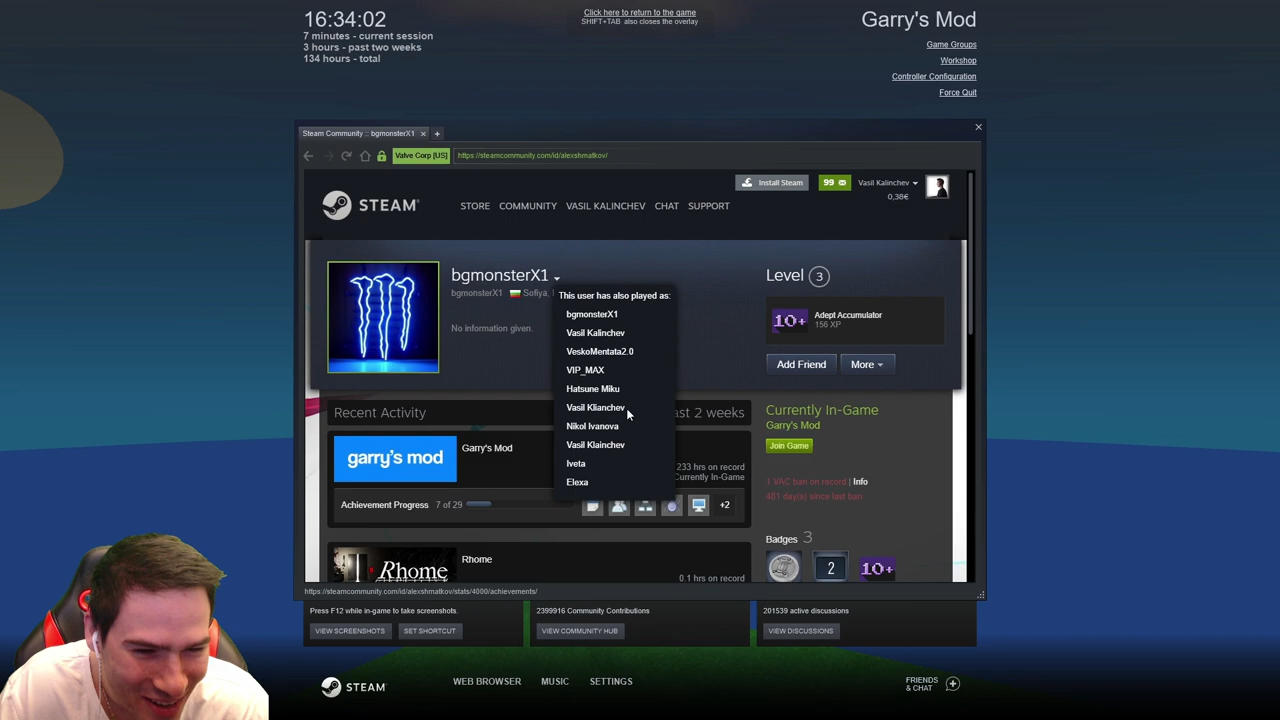 16:34:02
7 minutes - current session
3 hours - past two weeks
134 hours - total
Click here to return to the game
SHIFT+TAB also closes the overlay
Garry's Mod
Game Groups
Workshop
Controller Configuration
Force Quit
Steam Community :: bgmonsterX1
Valve Corp [US]
https://steamcommunity.com/id/alexshmatkov/
STEAM
STORE COMMUNITY VASIL KALINCHEV CHAT SUPPORT
Install Steam
99
Vasil Kalinchev
0,38€
bgmonsterX1
bgmonsterX1 Sofiya,
No information given.
This user has also played as:
bgmonsterX1
Vasil Kalinchev
VeskoMentata2.0
VIP_MAX
Hatsune Miku
Vasil Klianchev
Nikol Ivanova
Vasil Klainchev
Iveta
Elexa
Level 3
10+
Adept Accumulator
156 XP
Add Friend
More
Recent Activity
ast 2 weeks
garry's mod
Garry's Mod
233 hrs on record
Currently In-Game
Achievement Progress 7 of 29
+2
Rhome
Rhome
0.1 hrs on record
Currently In-Game
Garry's Mod
Join Game
1 VAC ban on record | Info
481 day(s) since last ban
Badges 3
2
10+
https://steamcommunity.com/id/alexshmatkov/stats/4000/achievements/
Press F12 while in-game to take screenshots.
VIEW SCREENSHOTS
SET SHORTCUT
2399916 Community Contributions
VIEW COMMUNITY HUB
201539 active discussions
VIEW DISCUSSIONS
STEAM
WEB BROWSER MUSIC SETTINGS
FRIENDS
& CHAT